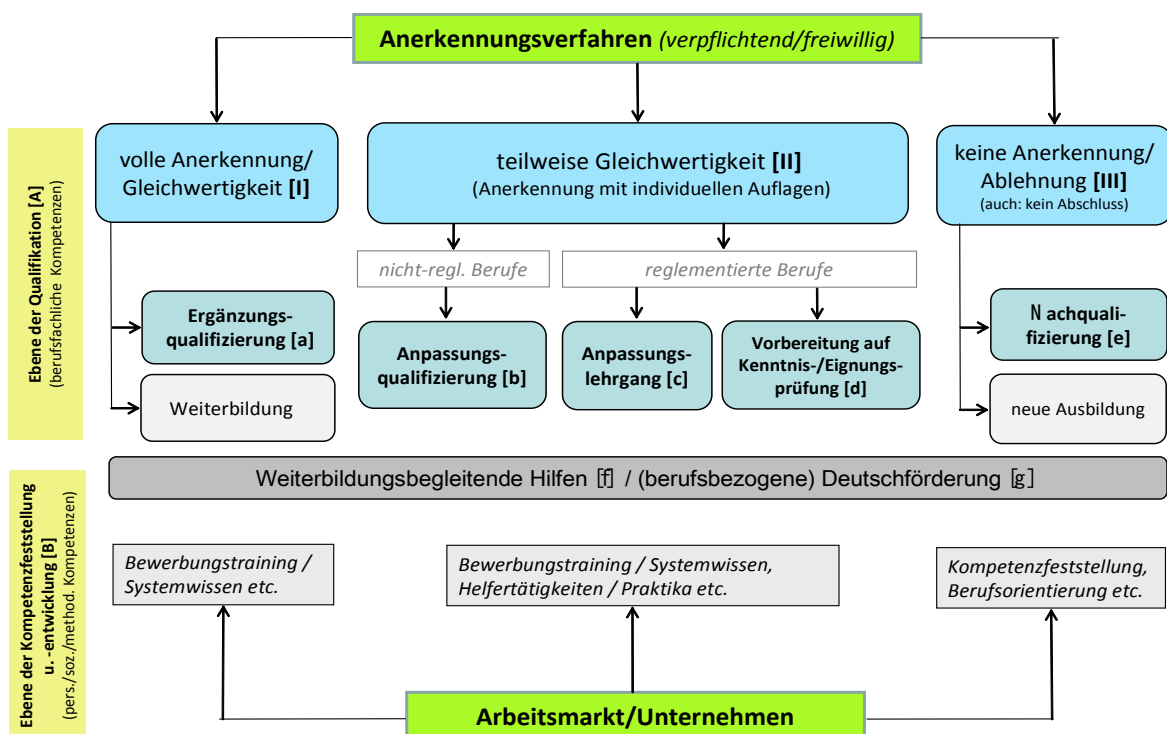 Anerkennungsverfahren (verpflichtend/freiwillig)
Ebene der Qualifikation [A]
(berufsfachliche Kompetenzen)
volle Anerkennung/
Gleichwertigkeit [I]
teilweise Gleichwertigkeit [II]
(Anerkennung mit individuellen Auflagen)
keine Anerkennung/
Ablehnung [III]
(auch: kein Abschluss)
nicht-regl. Berufe
reglementierte Berufe
Ergänzungs-
qualifizierung [a]
Weiterbildung
Anpassungs-
qualifizierung [b]
Anpassungs-
lehrgang [c]
Vorbereitung auf
Kenntnis-/Eignungs-
prüfung [d]
N achquali-
fizierung [e]
neue Ausbildung
Weiterbildungsbegleitende Hilfen [f] / (berufsbezogene) Deutschförderung [g]
Ebene der Kompetenzfeststellung
u. -entwicklung [B]
(pers./soz./method. Kompetenzen)
Bewerbungstraining /
Systemwissen etc.
Bewerbungstraining / Systemwissen,
Helfertätigkeiten / Praktika etc.
Kompetenzfeststellung,
Berufsorientierung etc.
Arbeitsmarkt/Unternehmen